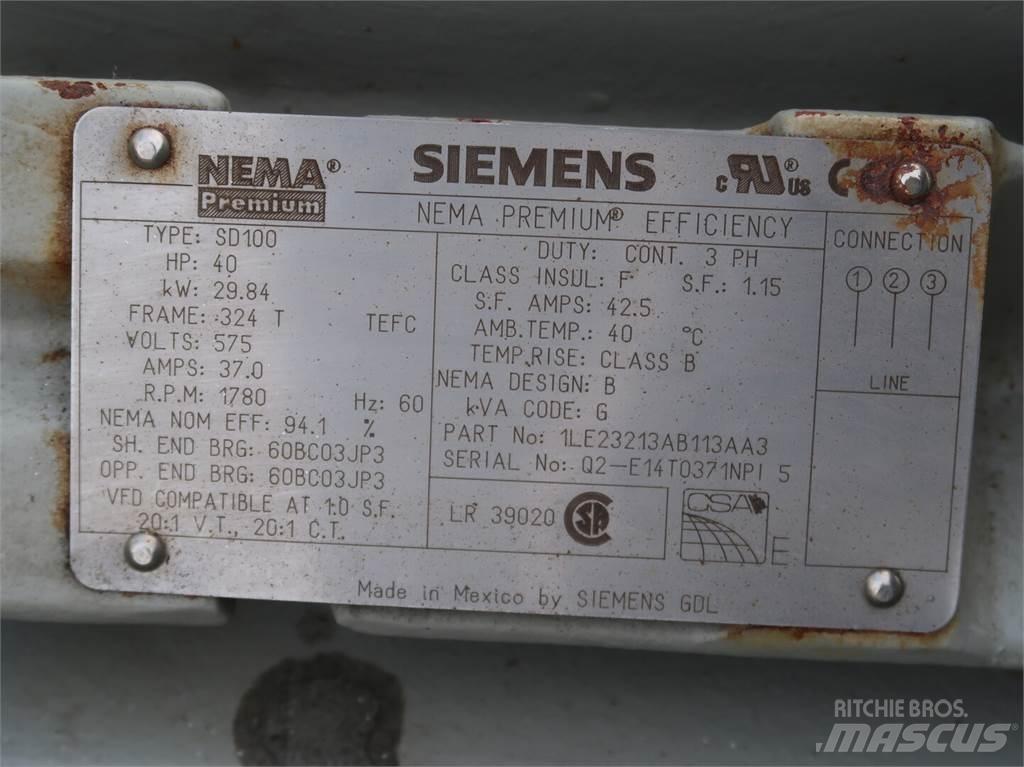 NEMA®
Premium
SIEMENS
C UR® US
CE
NEMA PREMIUM® EFFICIENCY
TYPE: SD100
HP: 40
kW: 29.84
FRAME: 324 T TEFC
VOLTS: 575
AMPS: 37.0
R.P.M: 1780 Hz: 60
NEMA NOM EFF: 94.1 %
SH. END BRG: 60BC03JP3
OPP. END BRG: 60BC03JP3
VFD COMPATIBLE AT 1.0 S.F.
20:1 V.T., 20:1 C.T.
DUTY: CONT. 3 PH
CLASS INSUL: F S.F.: 1.15
S.F. AMPS: 42.5
AMB.TEMP.: 40 °C
TEMP.RISE: CLASS B
NEMA DESIGN: B
kVA CODE: G
PART No: 1LE23213AB113AA3
SERIAL No: Q2-E14T0371NPI 5
LR 39020 SA
CSA
E
CONNECTION
1 2 3
LINE
Made in Mexico by SIEMENS GDL
RITCHIE BROS.
MASCUS